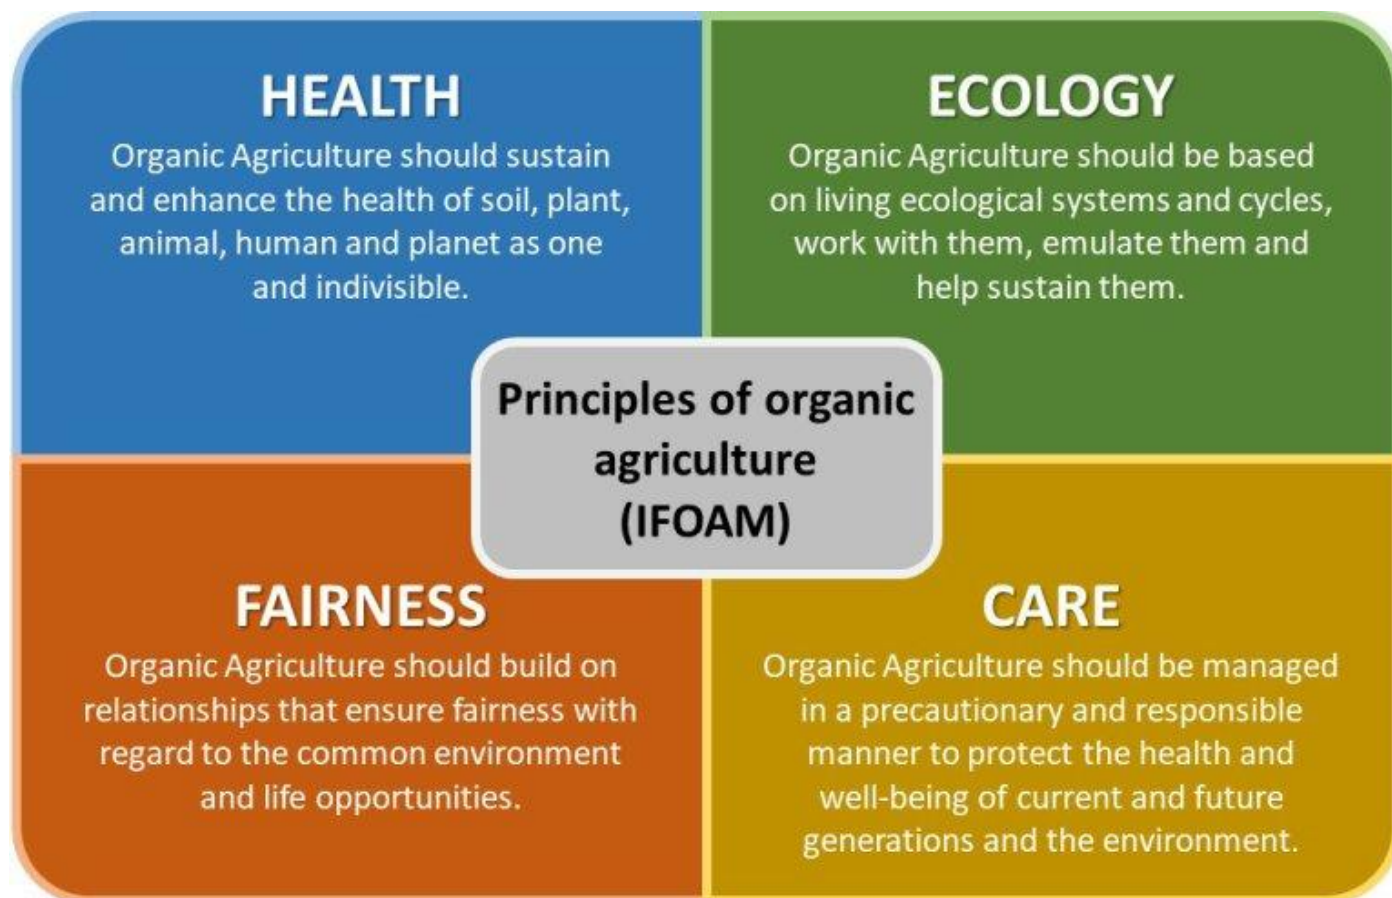 HEALTH
Organic Agriculture should sustain
and enhance the health of soil, plant,
animal, human and planet as one
and indivisible.
ECOLOGY
Organic Agriculture should be based
on living ecological systems and cycles,
work with them, emulate them and
help sustain them.
Principles of organic
agriculture
(IFOAM)
FAIRNESS
Organic Agriculture should build on
relationships that ensure fairness with
regard to the common environment
and life opportunities.
CARE
Organic Agriculture should be managed
in a precautionary and responsible
manner to protect the health and
well-being of current and future
generations and the environment.